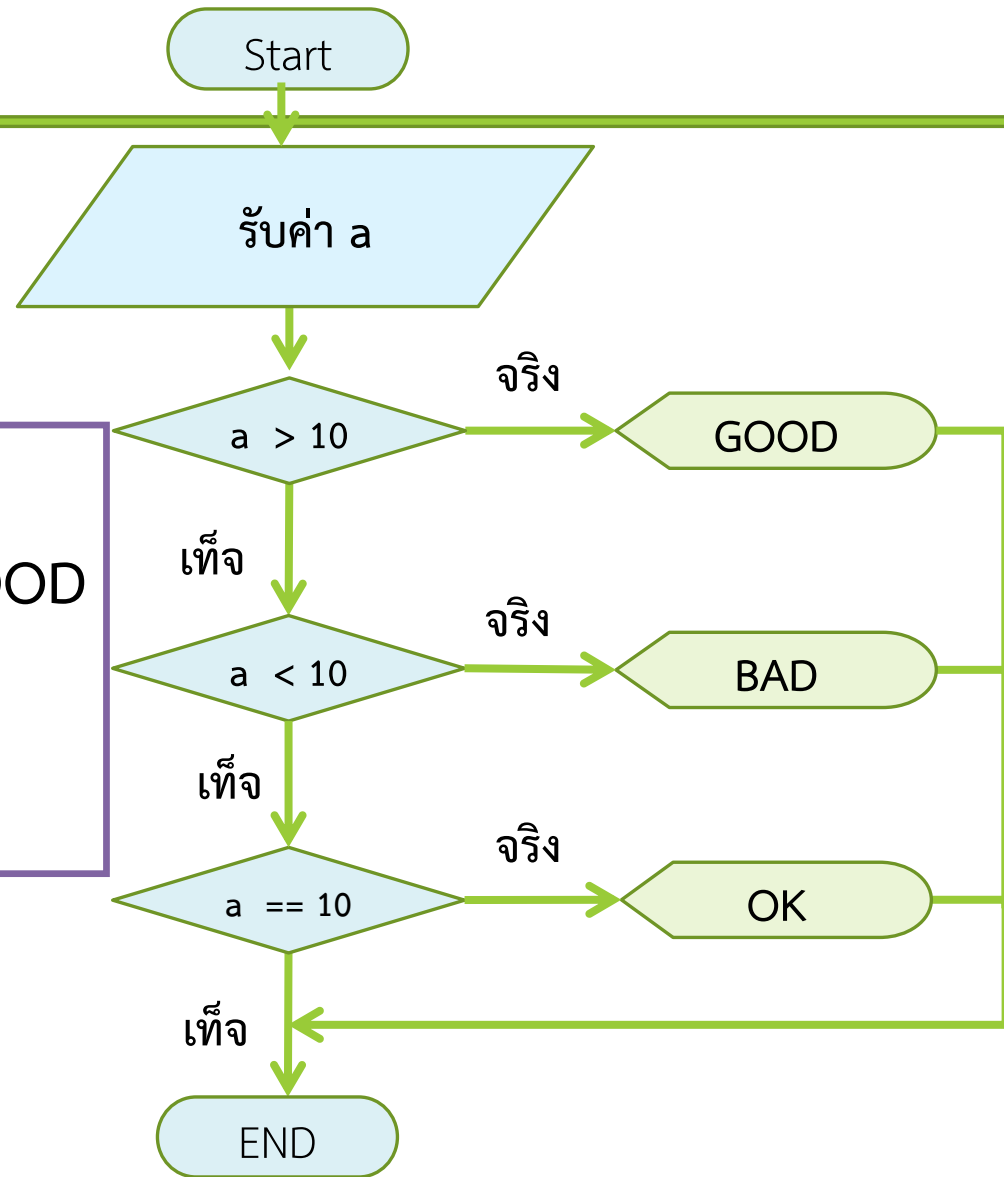 Start
รับค่า a
จริง
a > 10
GOOD
เท็จ
OOD
จริง
a < 10
BAD
เท็จ
จริง
a == 10
OK
เท็จ
END